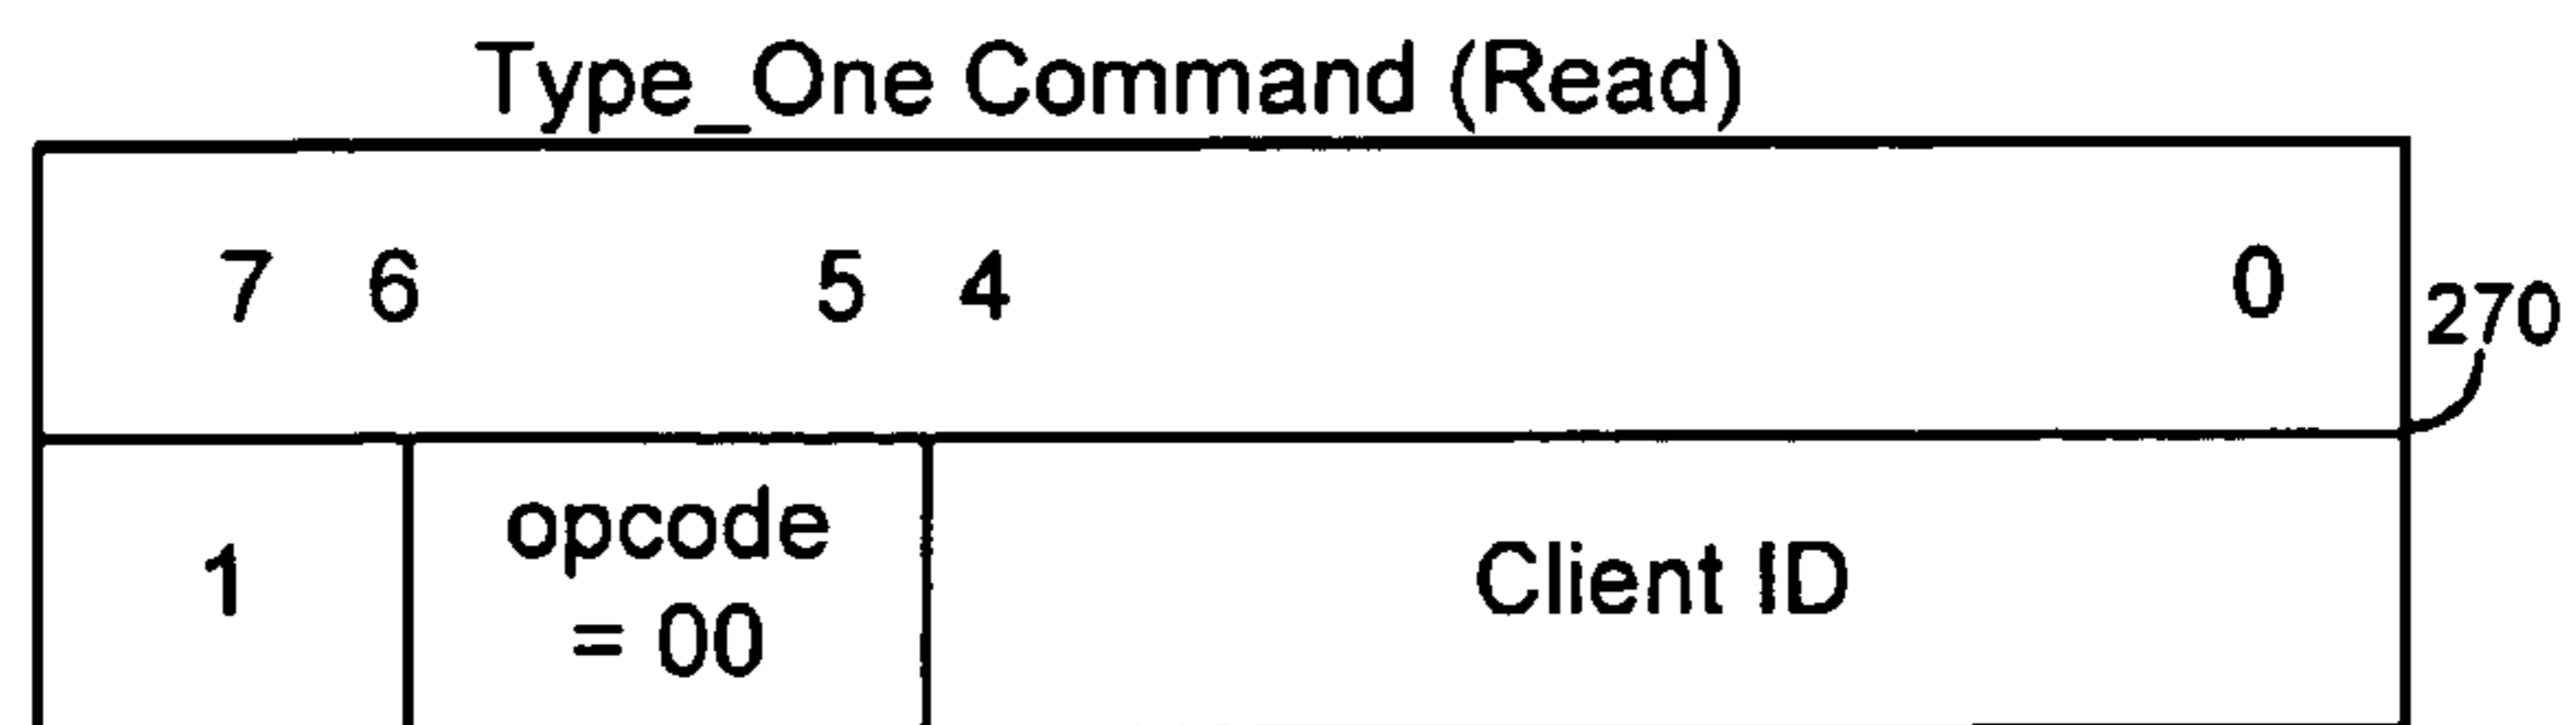 Type_One Command (Read)
7 6 5 4 0
270
1
opcode
= 00
Client ID